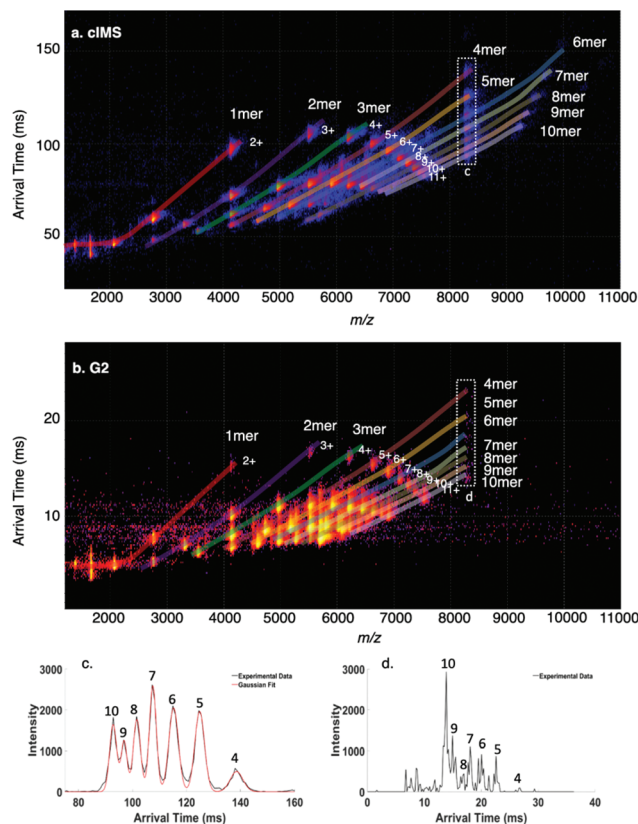 a. cIMS
150
100
50
Arrival Time (ms)
1mer
2mer
3mer
4mer
5mer
6mer
7mer
8mer
9mer
10mer
2+
3+
4+
5+
6+
7+
8+
9+
10+
11+
c
2000 3000 4000 5000 6000 7000 8000 9000 10000 11000
m/z
b. G2
20
10
Arrival Time (ms)
1mer
2mer
3mer
4mer
5mer
6mer
7mer
8mer
9mer
10mer
2+
3+
4+
5+
6+
7+
8+
9+
10+
11+
d
2000 3000 4000 5000 6000 7000 8000 9000 10000 11000
m/z
c.
Experimental Data
Gaussian Fit
3000
2000
1000
0
Intensity
10 9 8 7 6 5 4
80 100 120 140 160
Arrival Time (ms)
d.
Experimental Data
3000
2000
1000
0
Intensity
10
9
8
7
6
5
4
0 10 20 30 40
Arrival Time (ms)